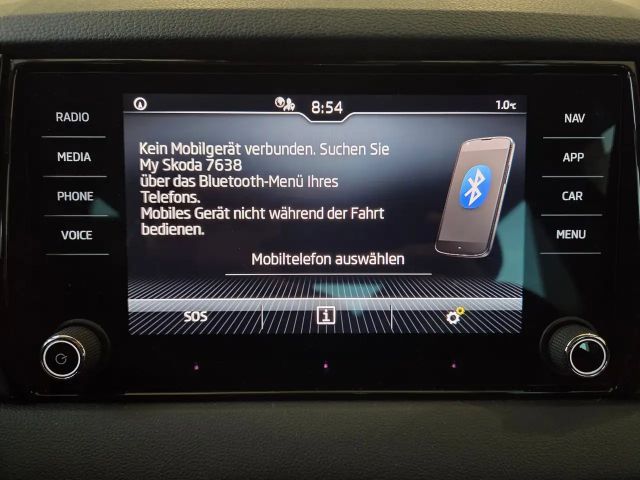 8:54
1.0°C
RADIO
MEDIA
PHONE
VOICE
NAV
APP
CAR
MENU
Kein Mobilgerät verbunden. Suchen Sie
My Skoda 7638
über das Bluetooth-Menü Ihres
Telefons.
Mobiles Gerät nicht während der Fahrt
bedienen.
Mobiltelefon auswählen
SOS
i